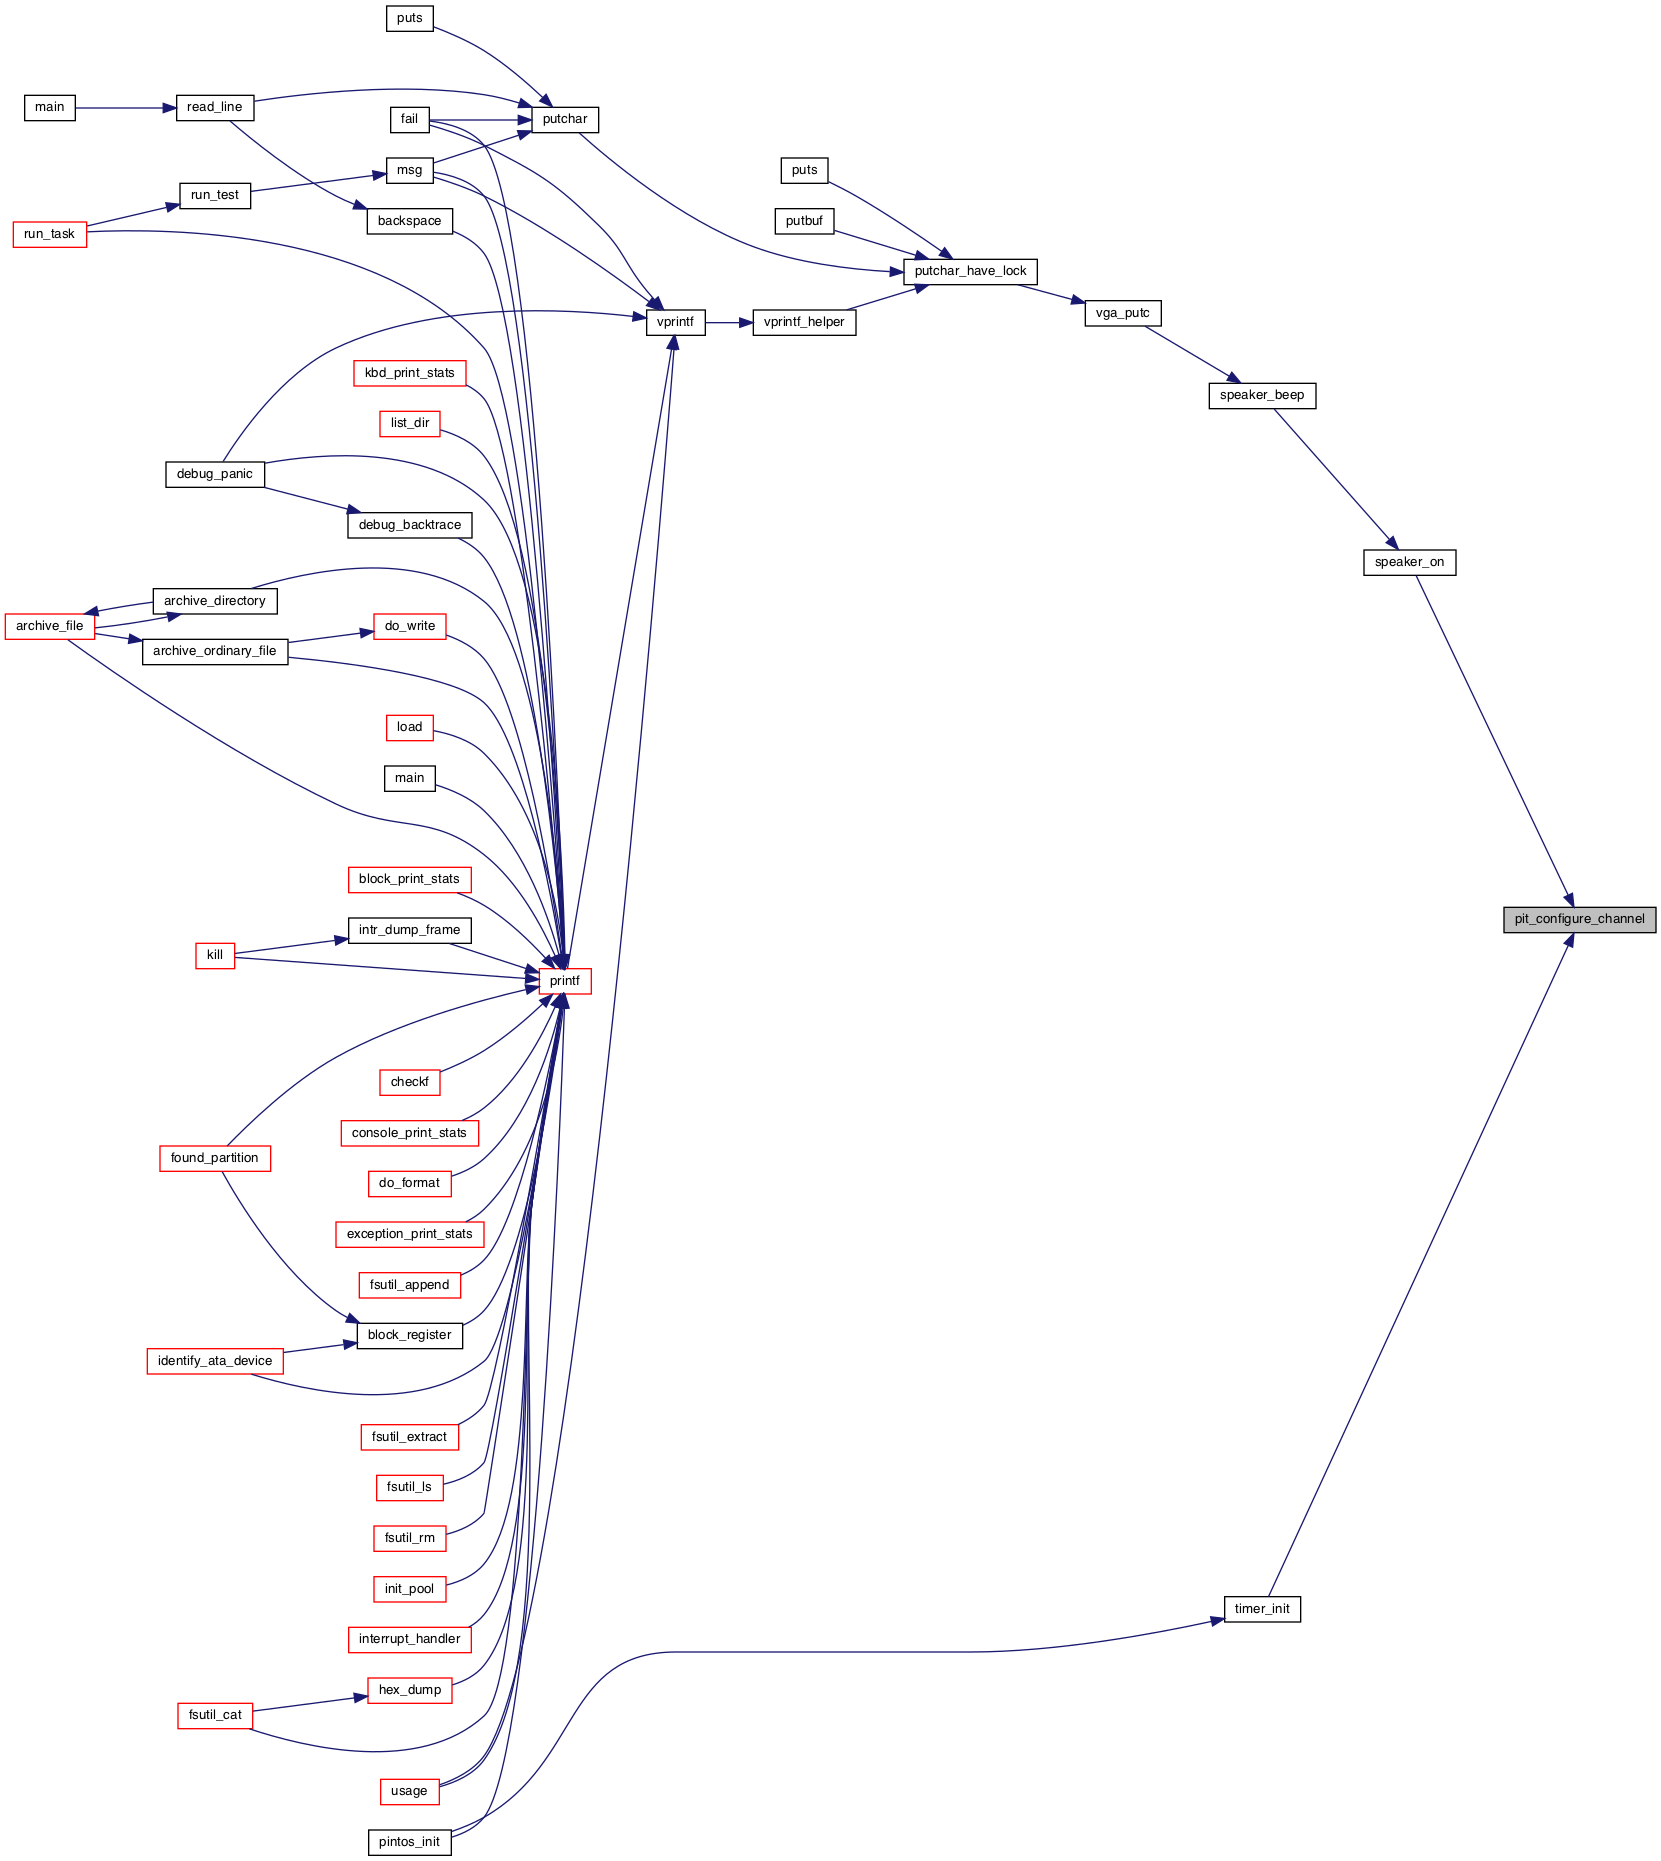 puts
main
read_line
fail
putchar
msg
puts
run_test
backspace
putbuf
run_task
putchar_have_lock
vprintf
vprintf_helper
vga_putc
kbd_print_stats
speaker_beep
list_dir
debug_panic
debug_backtrace
speaker_on
archive_directory
archive_file
do_write
archive_ordinary_file
load
main
block_print_stats
pit_configure_channel
intr_dump_frame
kill
printf
checkf
console_print_stats
found_partition
do_format
exception_print_stats
fsutil_append
block_register
identify_ata_device
fsutil_extract
fsutil_ls
fsutil_rm
init_pool
timer_init
interrupt_handler
hex_dump
fsutil_cat
usage
pintos_init